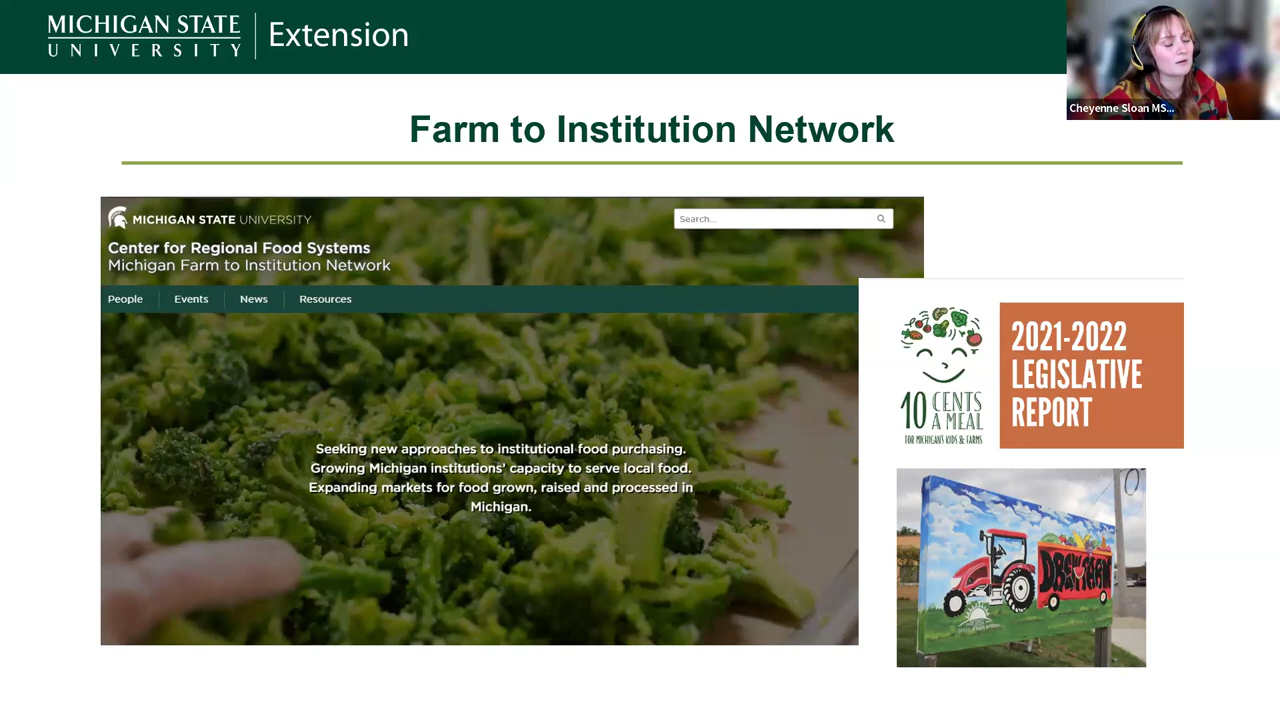 MICHIGAN STATE
UNIVERSITY
Extension
Cheyenne Sloan MS...
Farm to Institution Network
MICHIGAN STATE UNIVERSITY
Search...
Center for Regional Food Systems
Michigan Farm to Institution Network
People
Events
News
Resources
Seeking new approaches to institutional food purchasing.
Growing Michigan institutions' capacity to serve local food.
Expanding markets for food grown, raised and processed in
Michigan.
10 CENTS
A MEAL
FOR MICHIGAN'S KIDS & FARMS
2021-2022
LEGISLATIVE
REPORT